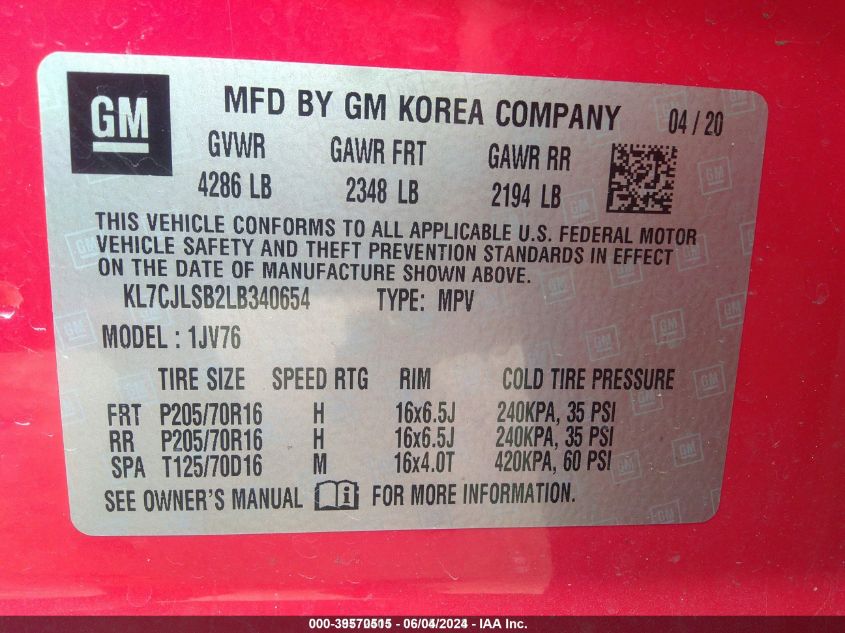 GM
MFD BY GM KOREA COMPANY 04 / 20
GVWR GAWR FRT GAWR RR
4286 LB 2348 LB 2194 LB
THIS VEHICLE CONFORMS TO ALL APPLICABLE U.S. FEDERAL MOTOR
VEHICLE SAFETY AND THEFT PREVENTION STANDARDS IN EFFECT
ON THE DATE OF MANUFACTURE SHOWN ABOVE.
KL7CJLSB2LB340654 TYPE: MPV
MODEL : 1JV76
TIRE SIZE SPEED RTG RIM COLD TIRE PRESSURE
FRT P205/70R16 H 16x6.5J 240KPA, 35 PSI
RR P205/70R16 H 16x6.5J 240KPA, 35 PSI
SPA T125/70D16 M 16x4.0T 420KPA, 60 PSI
SEE OWNER'S MANUAL i FOR MORE INFORMATION.
- 06/04/2024 - IAA Inc.